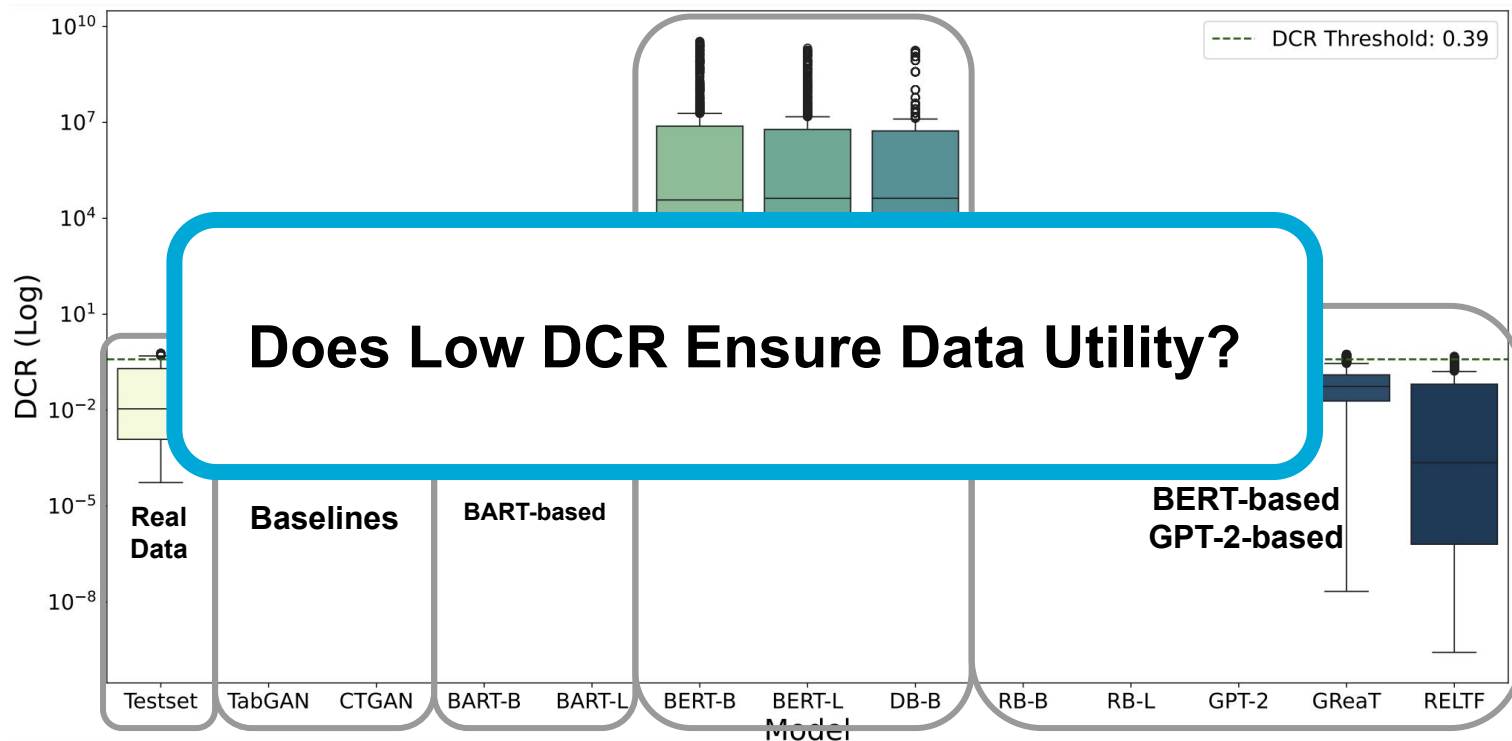 10^10
10^7
10^4
10^1
10^-2
10^-5
10^-8
DCR (Log)
DCR Threshold: 0.39
Does Low DCR Ensure Data Utility?
Real
Data
Baselines
BART-based
BERT-based
GPT-2-based
Testset TabGAN CTGAN BART-B BART-L BERT-B BERT-L DB-B RB-B RB-L GPT-2 GReaT RELTF
Model